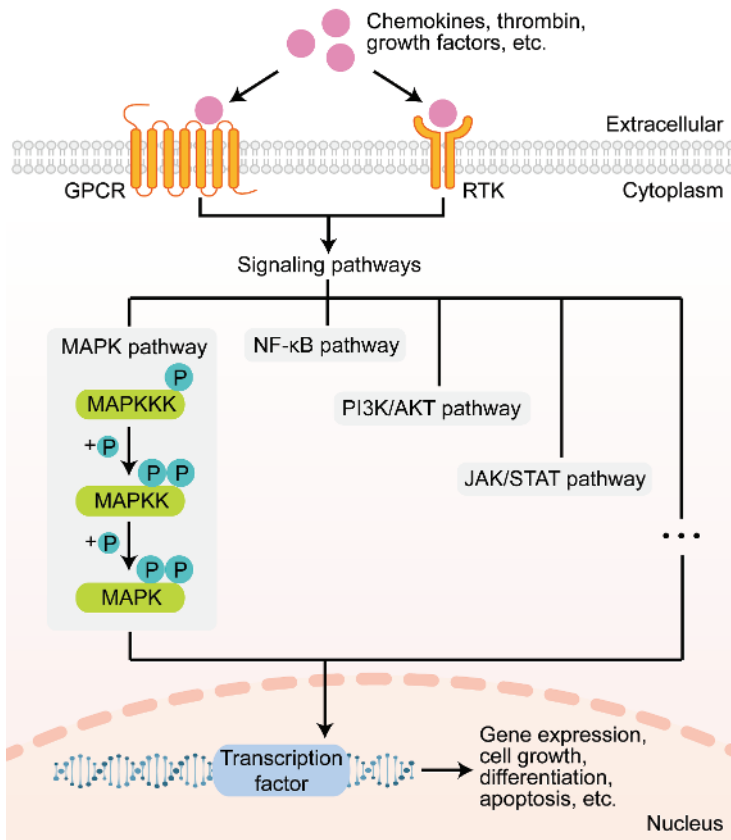 Chemokines, thrombin,
growth factors, etc.
Extracellular
GPCR
RTK
Cytoplasm
Signaling pathways
MAPK pathway
NF-κB pathway
P
MAPKKK
PI3K/AKT pathway
+P
P P
MAPKK
JAK/STAT pathway
+P
...
P P
MAPK
Transcription
factor
Gene expression,
cell growth,
differentiation,
apoptosis, etc.
Nucleus